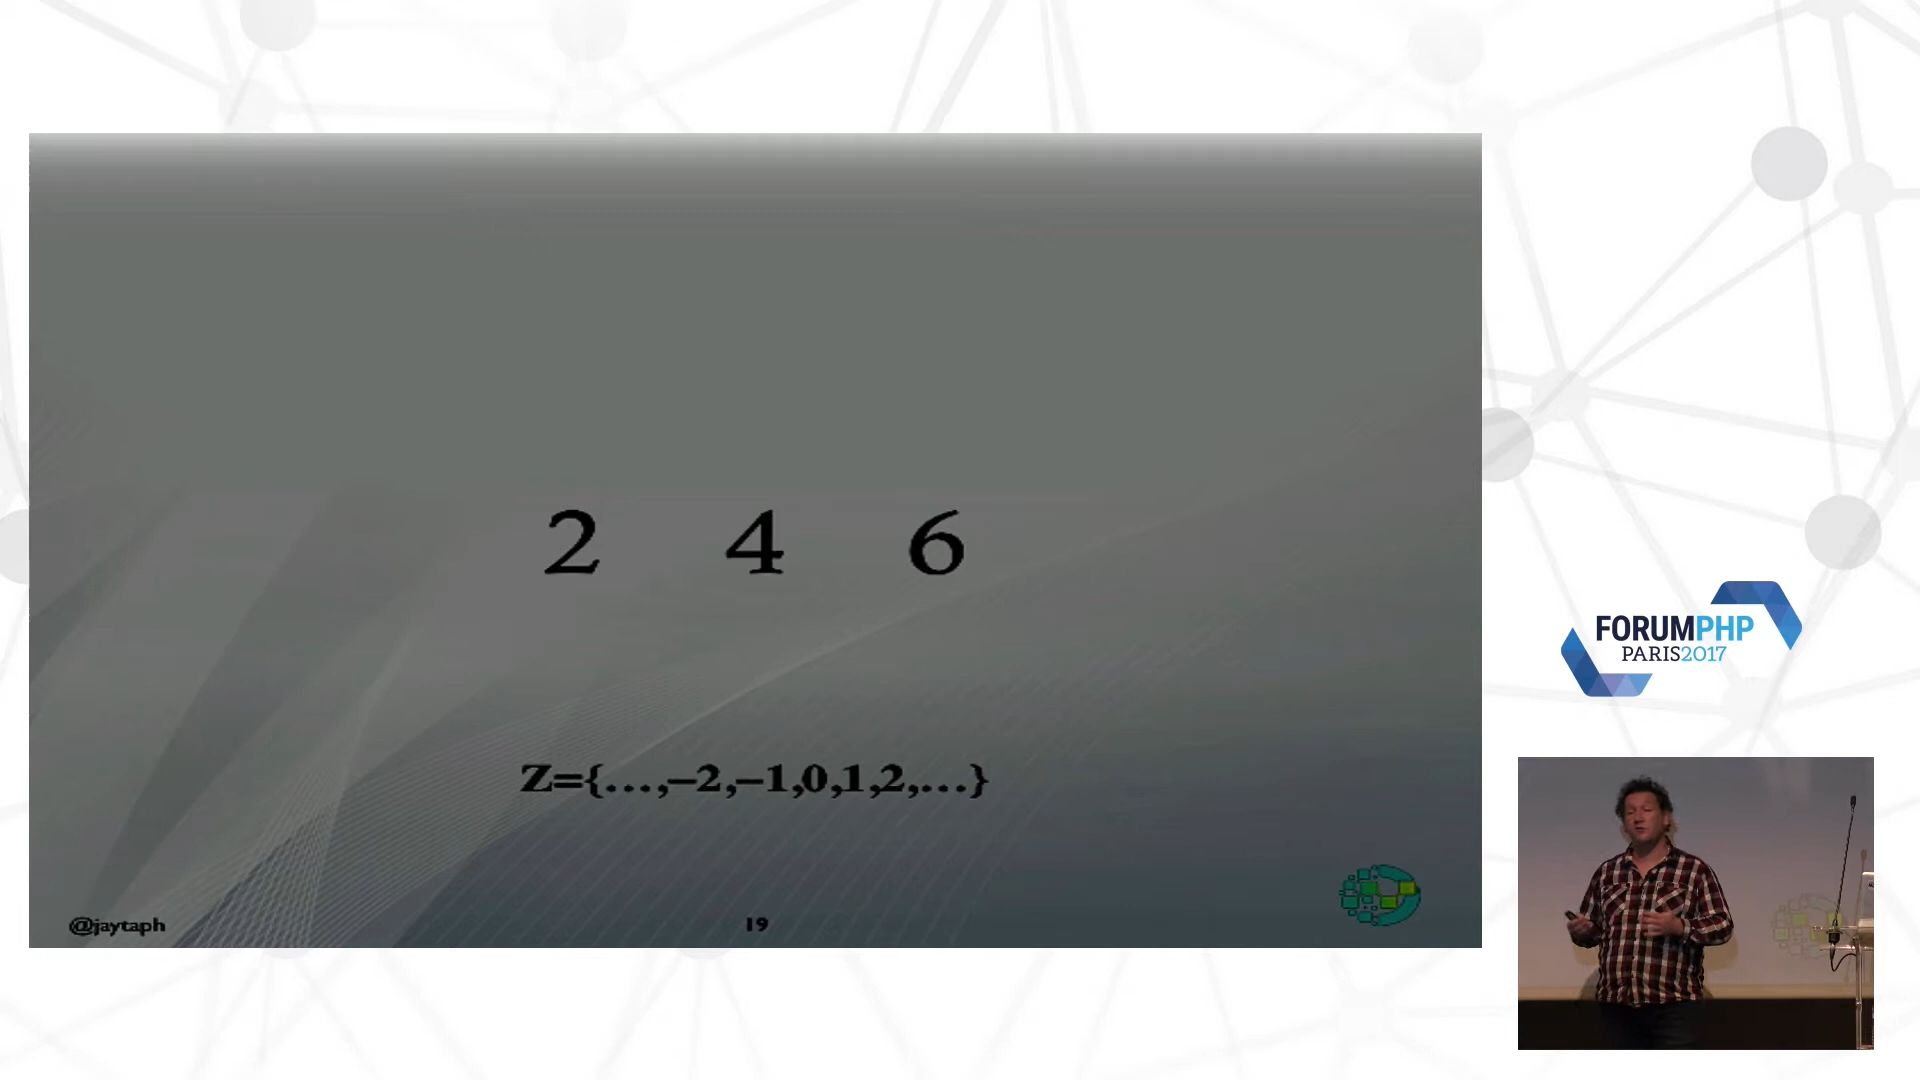 2 4 6
Z={…,–2,–1,0,1,2,…}
@jaytaph
19
FORUMPHP
PARIS2017